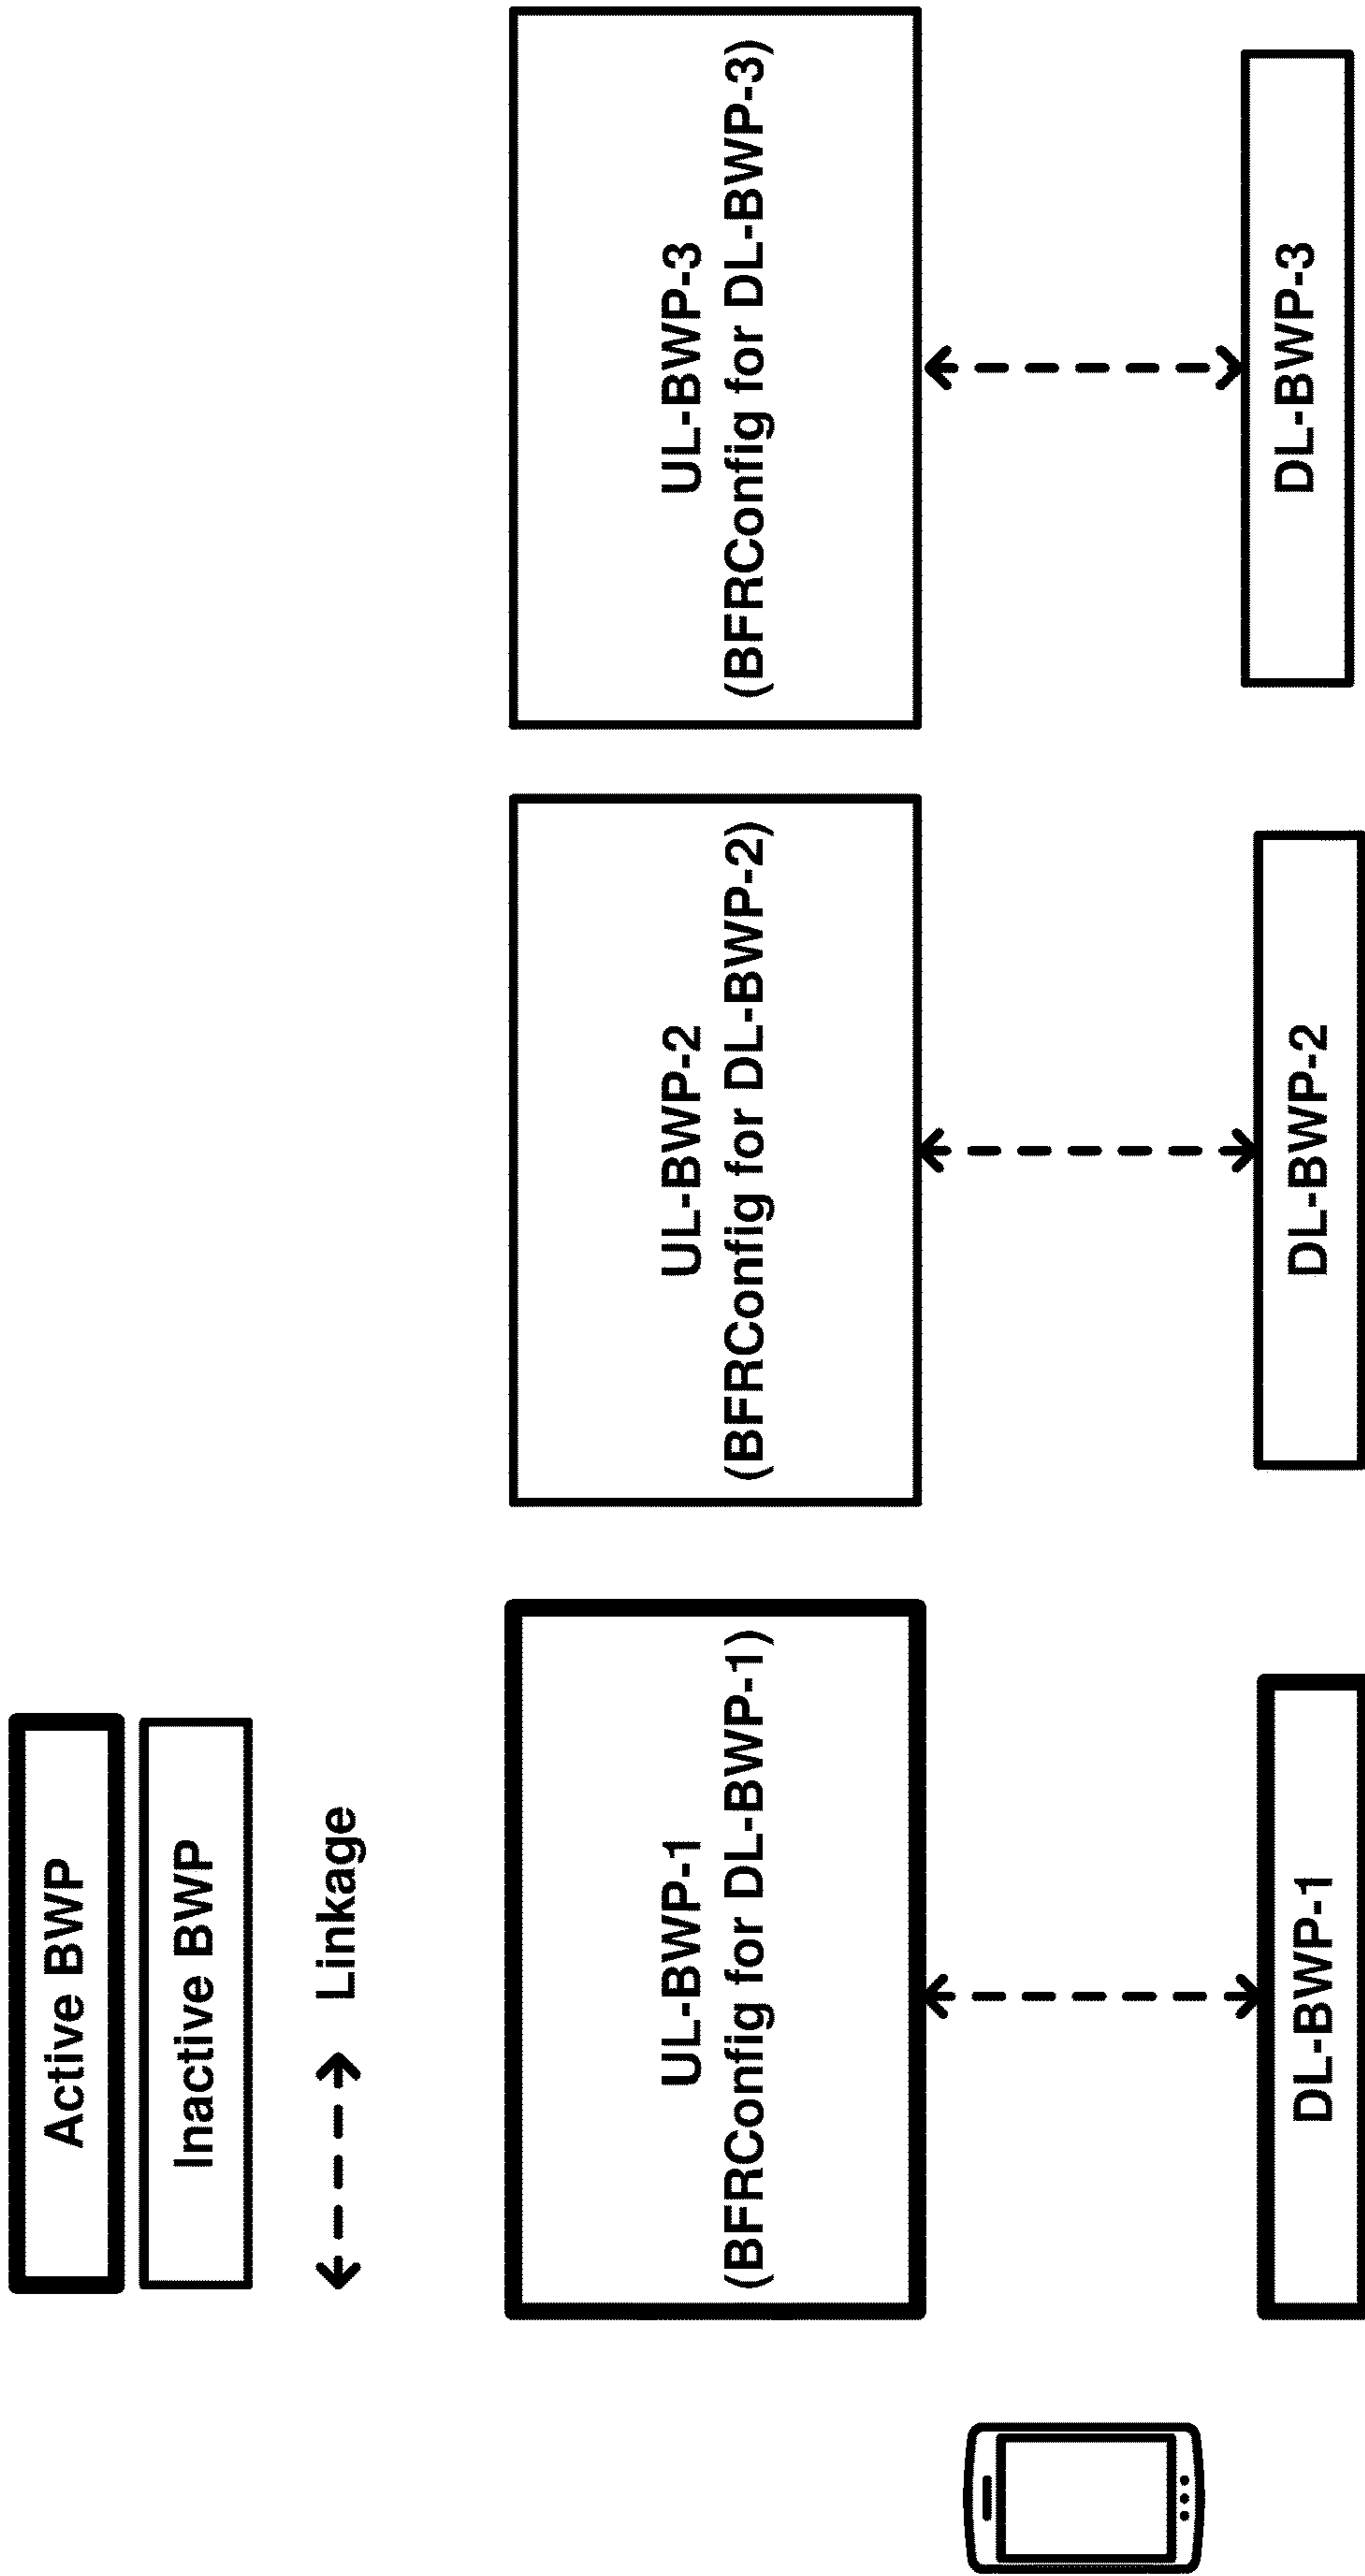 Active BWP
Inactive BWP
Linkage
UL-BWP-1
(BFRConfig for DL-BWP-1)
UL-BWP-2
(BFRConfig for DL-BWP-2)
UL-BWP-3
(BFRConfig for DL-BWP-3)
DL-BWP-1
DL-BWP-2
DL-BWP-3